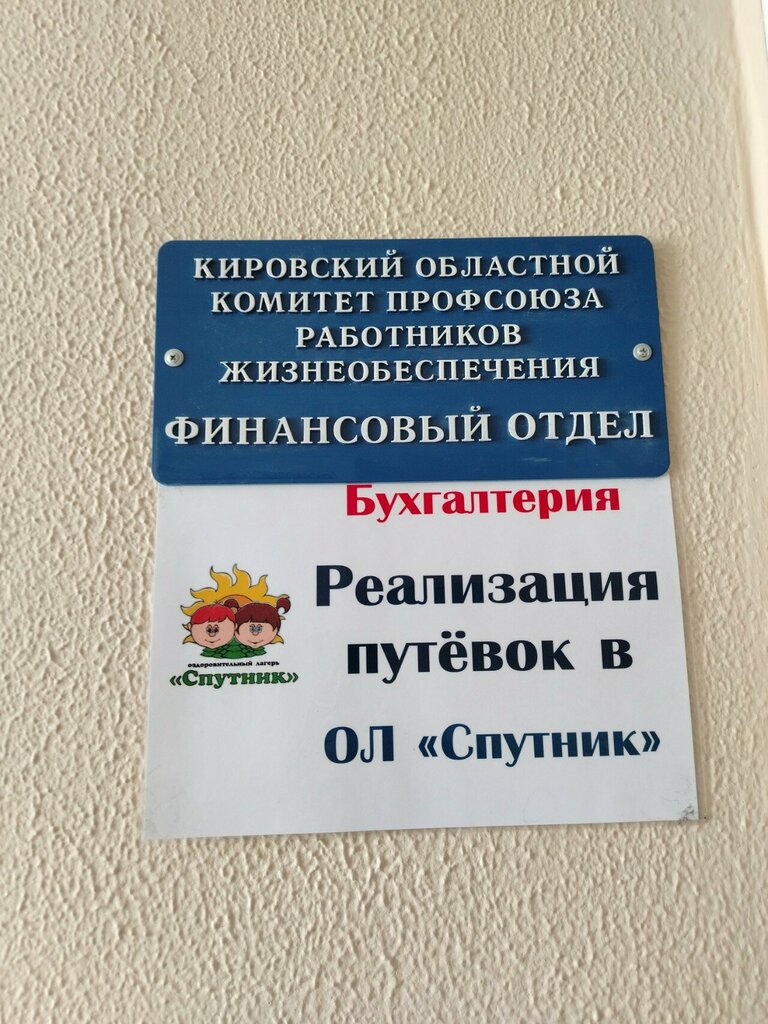 КИРОВСКИЙ ОБЛАСТНОЙ
КОМИТЕТ ПРОФСОЮЗА
РАБОТНИКОВ
ЖИЗНЕОБЕСПЕЧЕНИЯ
ФИНАНСОВЫЙ ОТДЕЛ
Бухгалтерия
Реализация
путёвок в
ОЛ «Спутник»
оздоровительный лагерь
«Спутник»